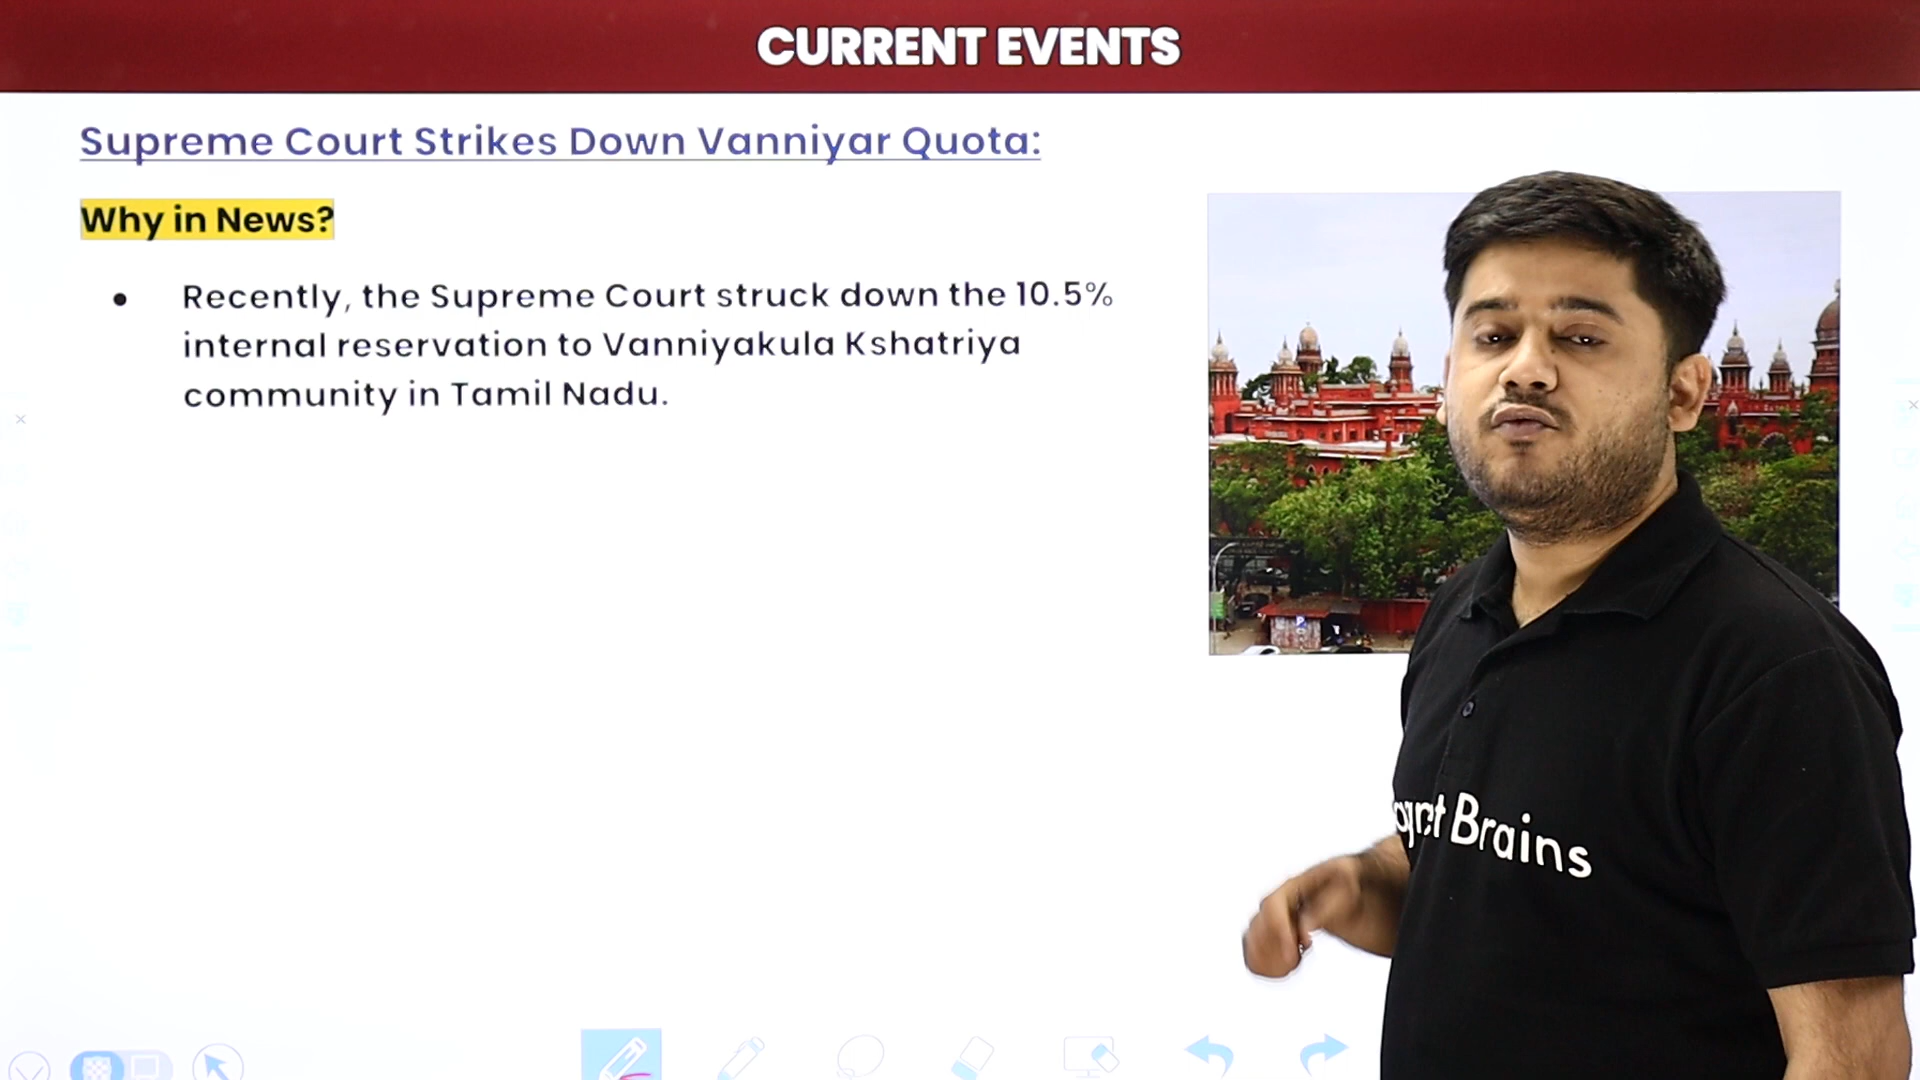 CURRENT EVENTS
Supreme Court Strikes Down Vanniyar Quota:
Why in News?
● Recently, the Supreme Court struck down the 10.5%
internal reservation to Vanniyakula Kshatriya
community in Tamil Nadu.
Brains